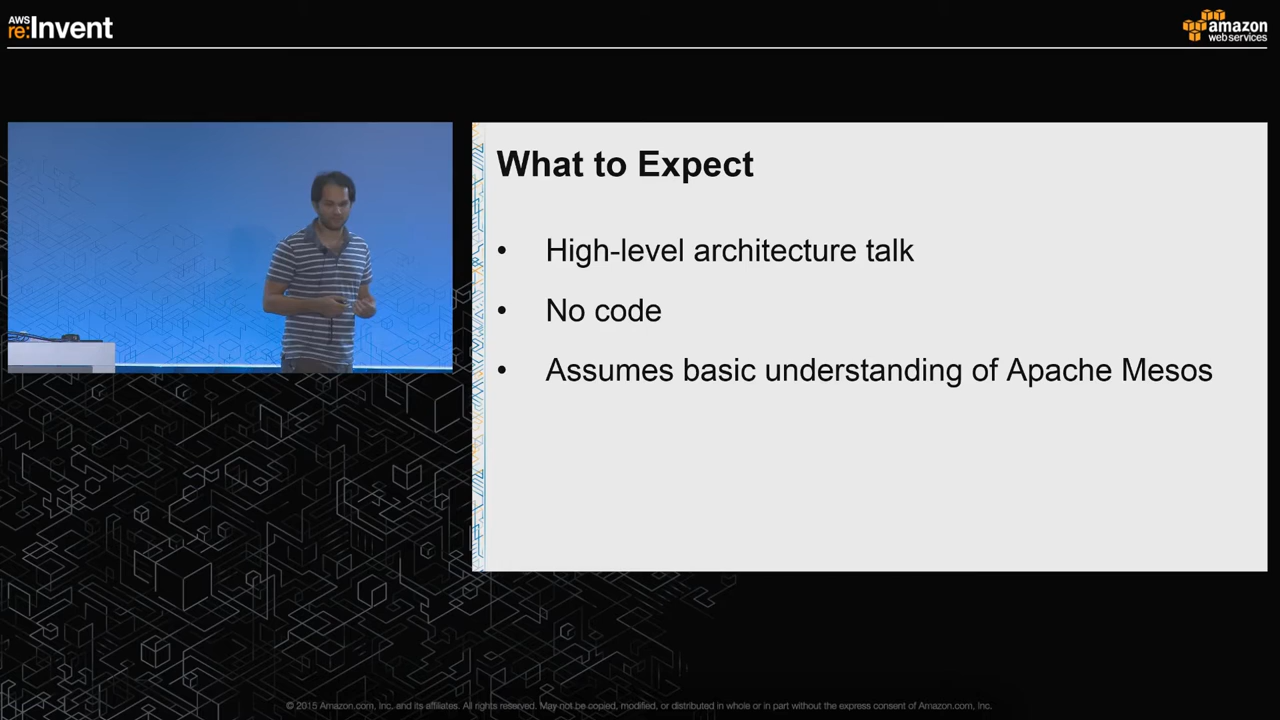 AWS
re:Invent
amazon
web services
What to Expect
• High-level architecture talk
• No code
• Assumes basic understanding of Apache Mesos
© 2015 Amazon.com, Inc. and its affiliates. All rights reserved. May not be copied, modified, or distributed in whole or in part without the express consent of Amazon.com, Inc.